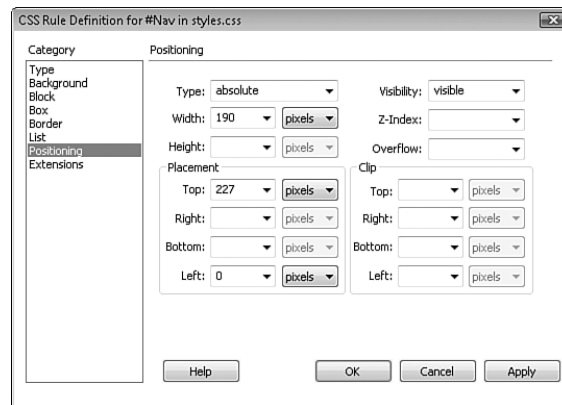 CSS Rule Definition for #Nav in styles.css
Category
Type
Background
Block
Box
Border
List
Positioning
Extensions
Positioning
Type: absolute
Visibility: visible
Width: 190 pixels
Z-Index:
Height: pixels
Overflow:
Placement
Top: 227 pixels
Right: pixels
Bottom: pixels
Left: 0 pixels
Clip
Top: pixels
Right: pixels
Bottom: pixels
Left: pixels
Help
OK
Cancel
Apply